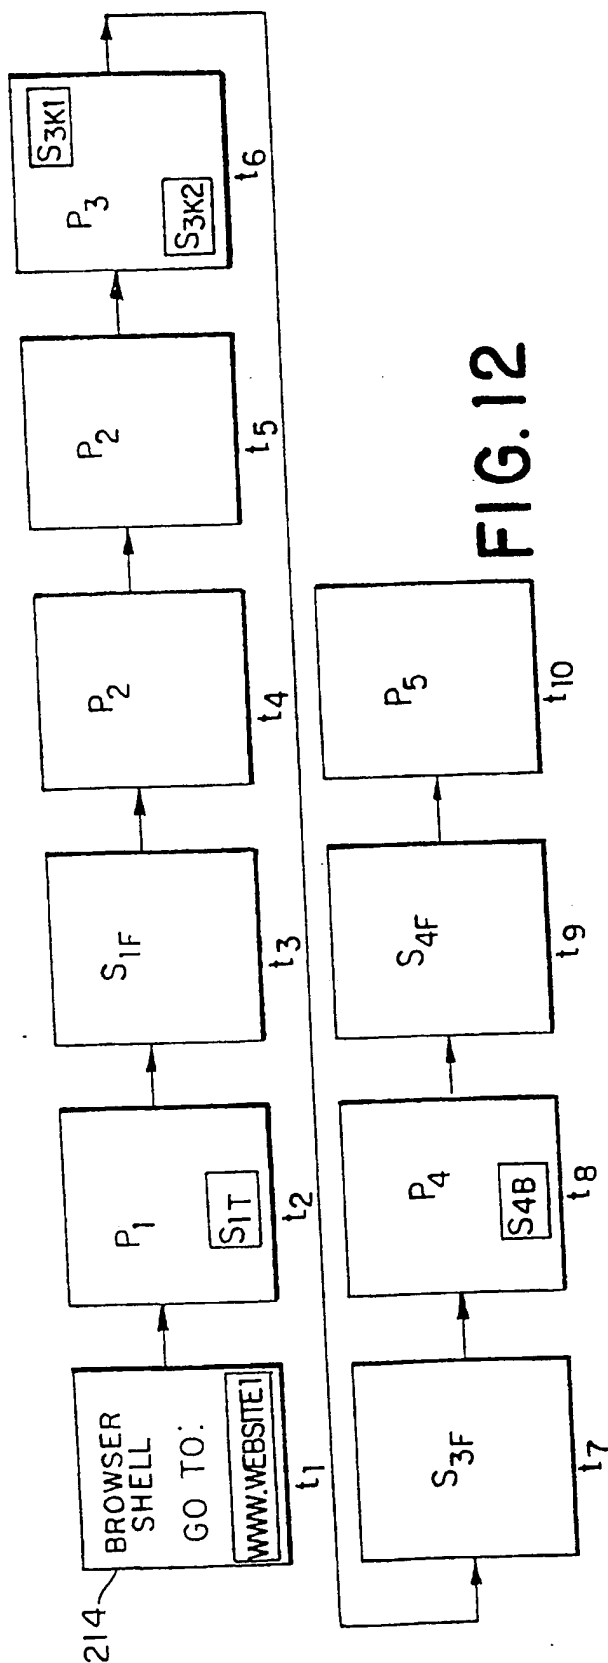 214
BROWSER
SHELL
GO TO:
WWW.WEBSITE1
t1
P1
S1T
t2
S1F
t3
P2
t4
P2
t5
P3
S3K1
S3K2
t6
S3F
t7
P4
S4B
t8
S4F
t9
P5
t10
FIG. 12